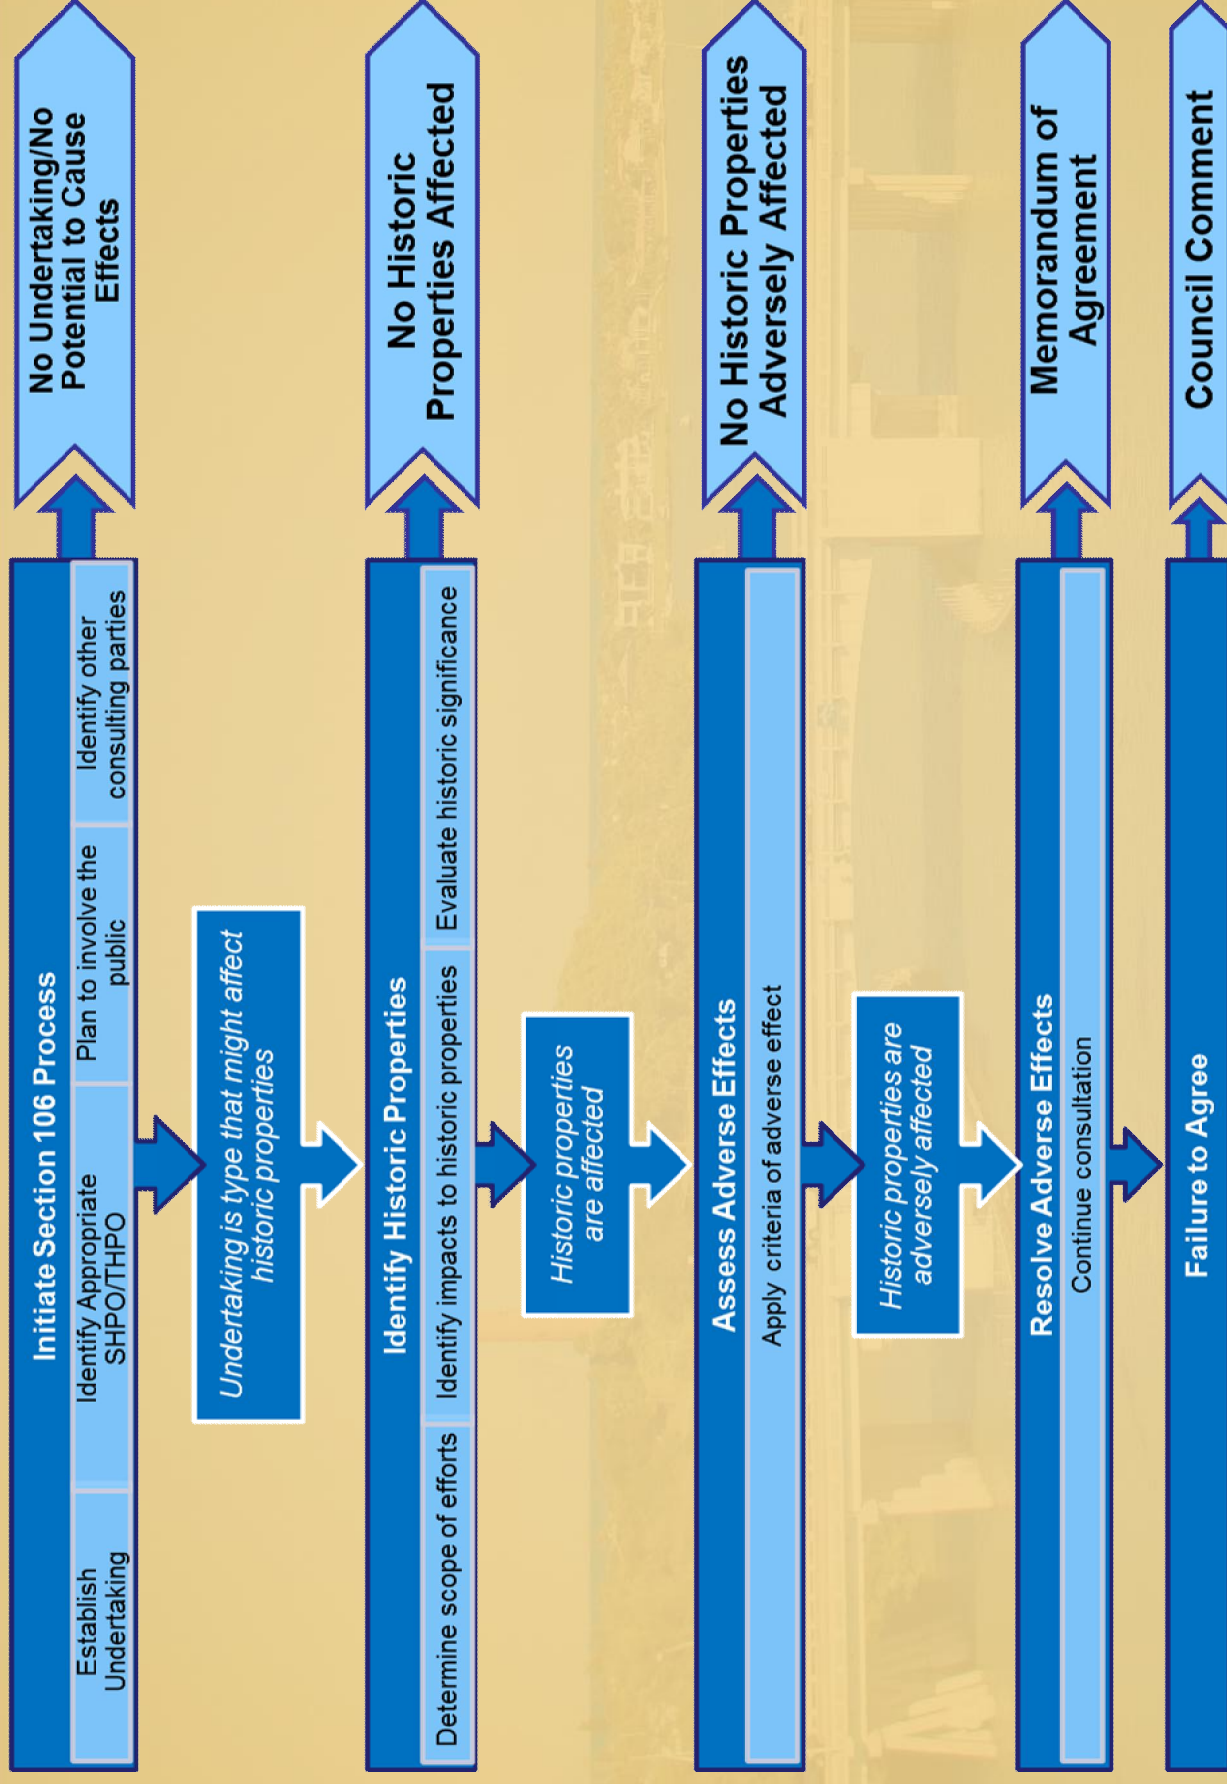 Initiate Section 106 Process
Establish
Undertaking
Identify Appropriate
SHPO/THPO
Plan to involve the
public
Identify other
consulting parties
No Undertaking/No
Potential to Cause
Effects
Undertaking is type that might affect
historic properties
Identify Historic Properties
Determine scope of efforts
Identify impacts to historic properties
Evaluate historic significance
No Historic
Properties Affected
Historic properties
are affected
Assess Adverse Effects
Apply criteria of adverse effect
No Historic Properties
Adversely Affected
Historic properties are
adversely affected
Resolve Adverse Effects
Continue consultation
Memorandum of
Agreement
Failure to Agree
Council Comment